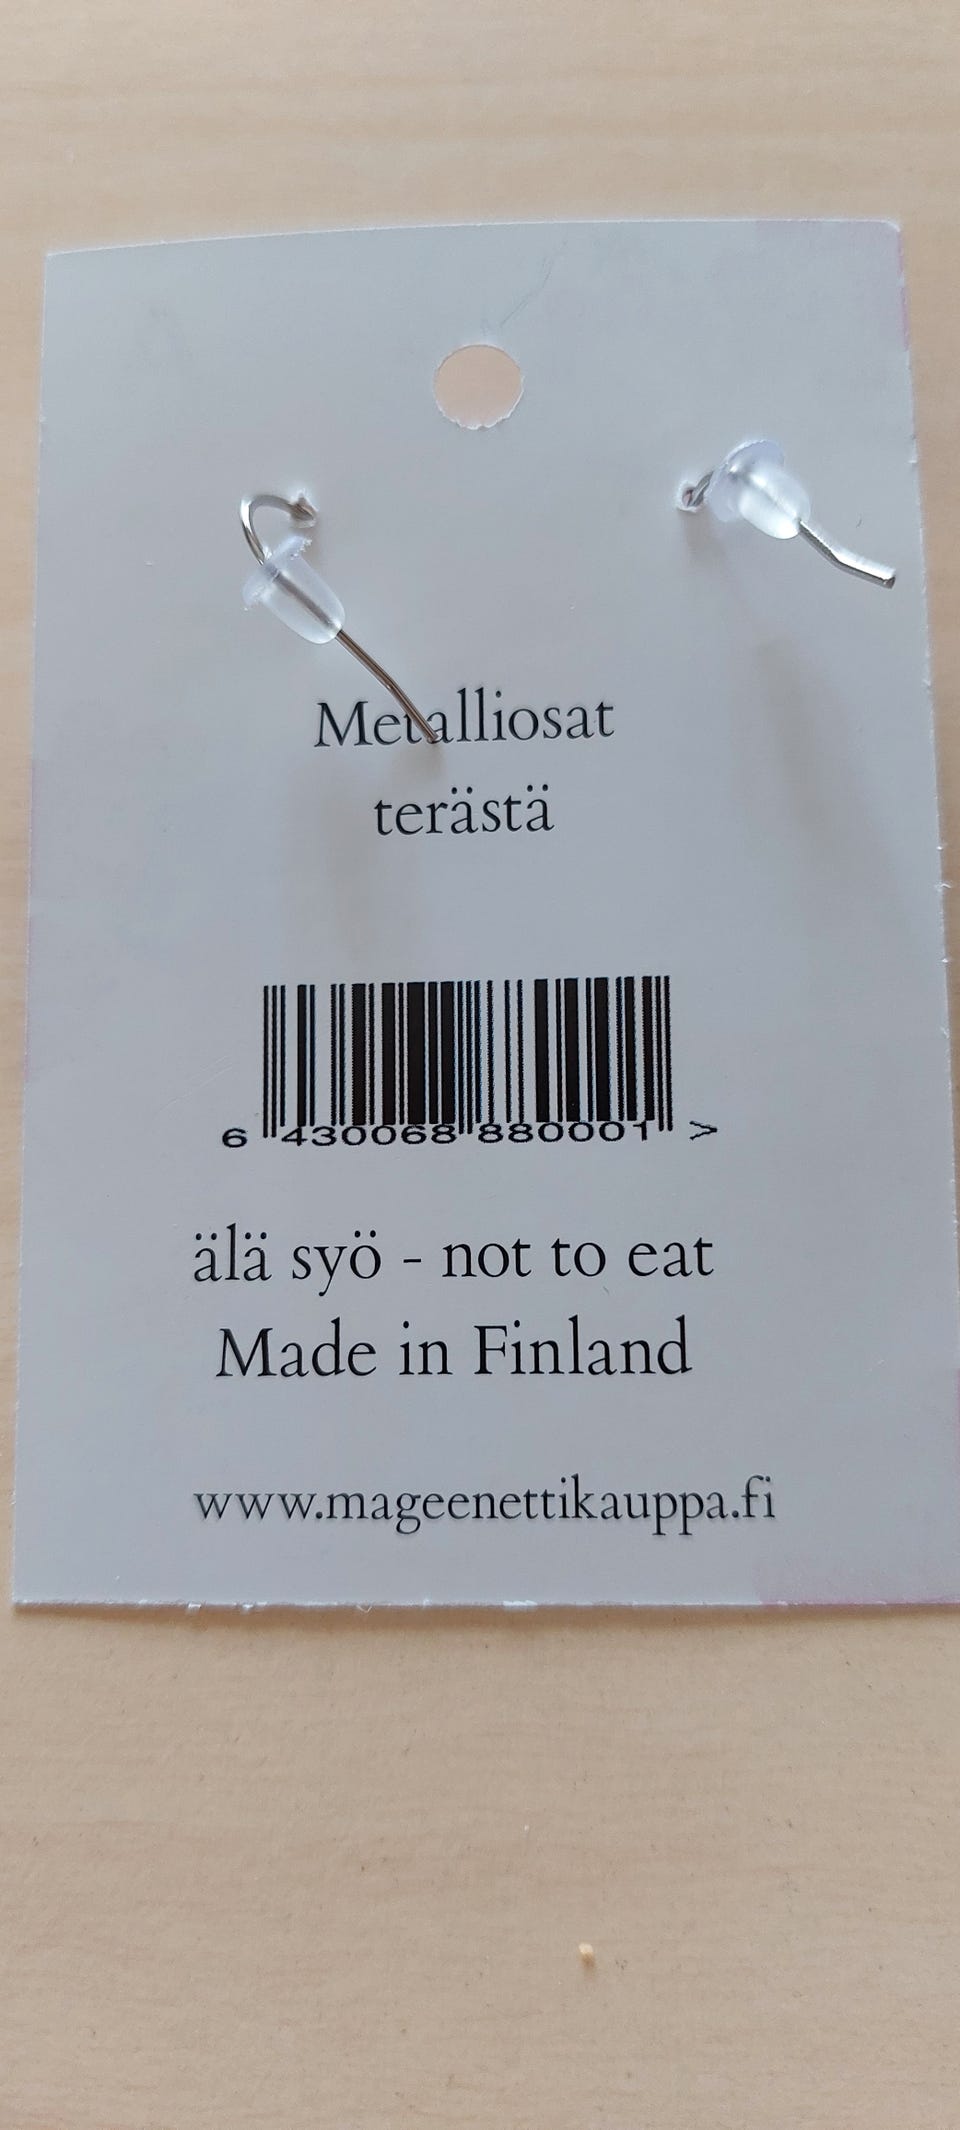 Metalliosat
terästä
6 430068 880001 >
älä syö - not to eat
Made in Finland
www.mageenettikauppa.fi